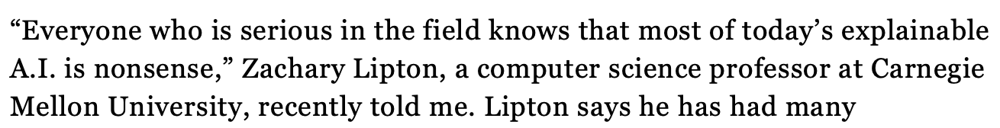 “Everyone who is serious in the field knows that most of today’s explainable
A.I. is nonsense,” Zachary Lipton, a computer science professor at Carnegie
Mellon University, recently told me. Lipton says he has had many